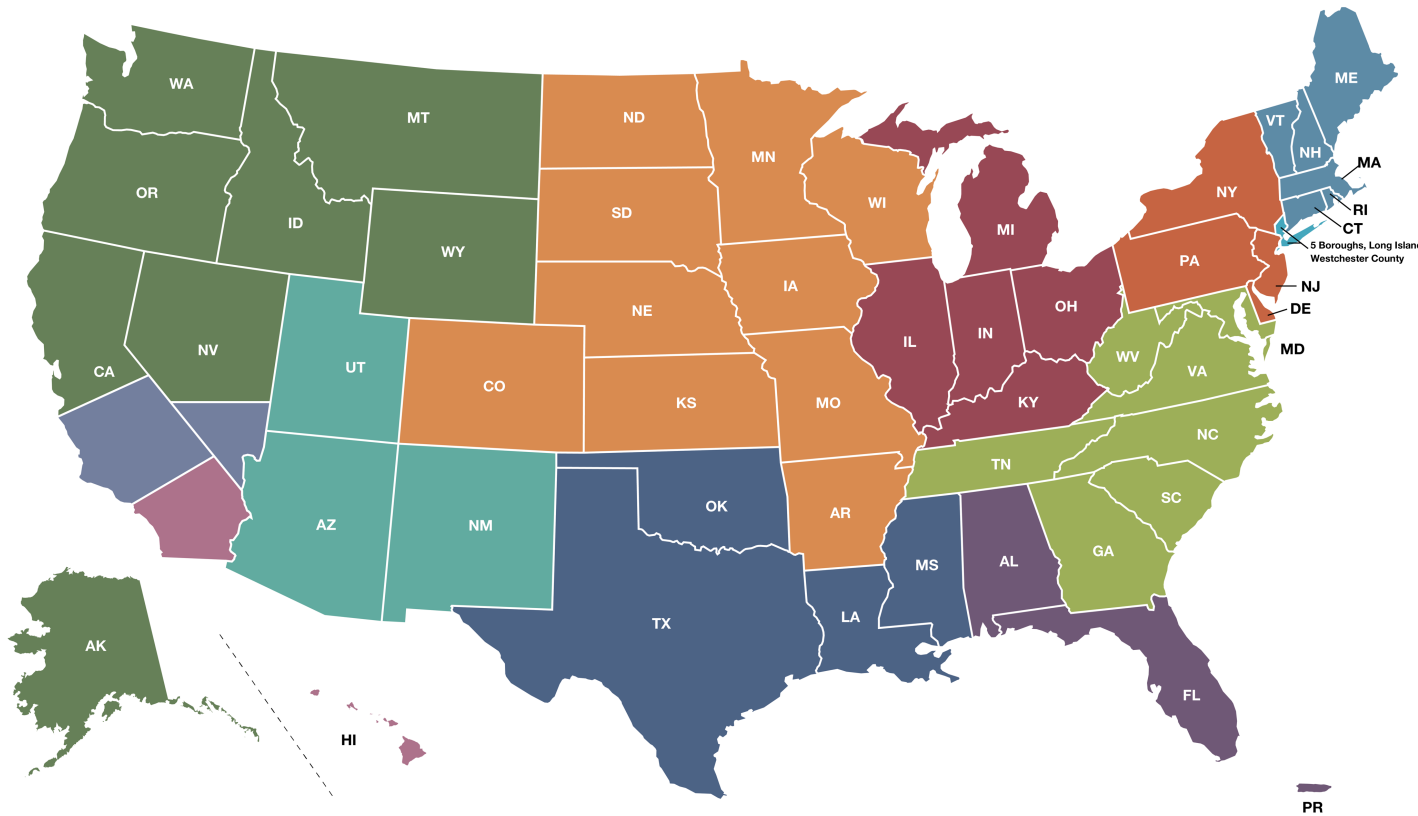 WA
MT
ND
MN
ME
VT
NH
MA
OR
ID
SD
WI
NY
RI
CT
MI
5 Boroughs, Long Island
Westchester County
WY
PA
NJ
IA
NE
OH
DE
IN
IL
NV
MD
WV
CA
UT
CO
VA
KS
MO
KY
NC
TN
SC
OK
AR
AZ
NM
GA
AL
MS
LA
TX
AK
FL
HI
PR